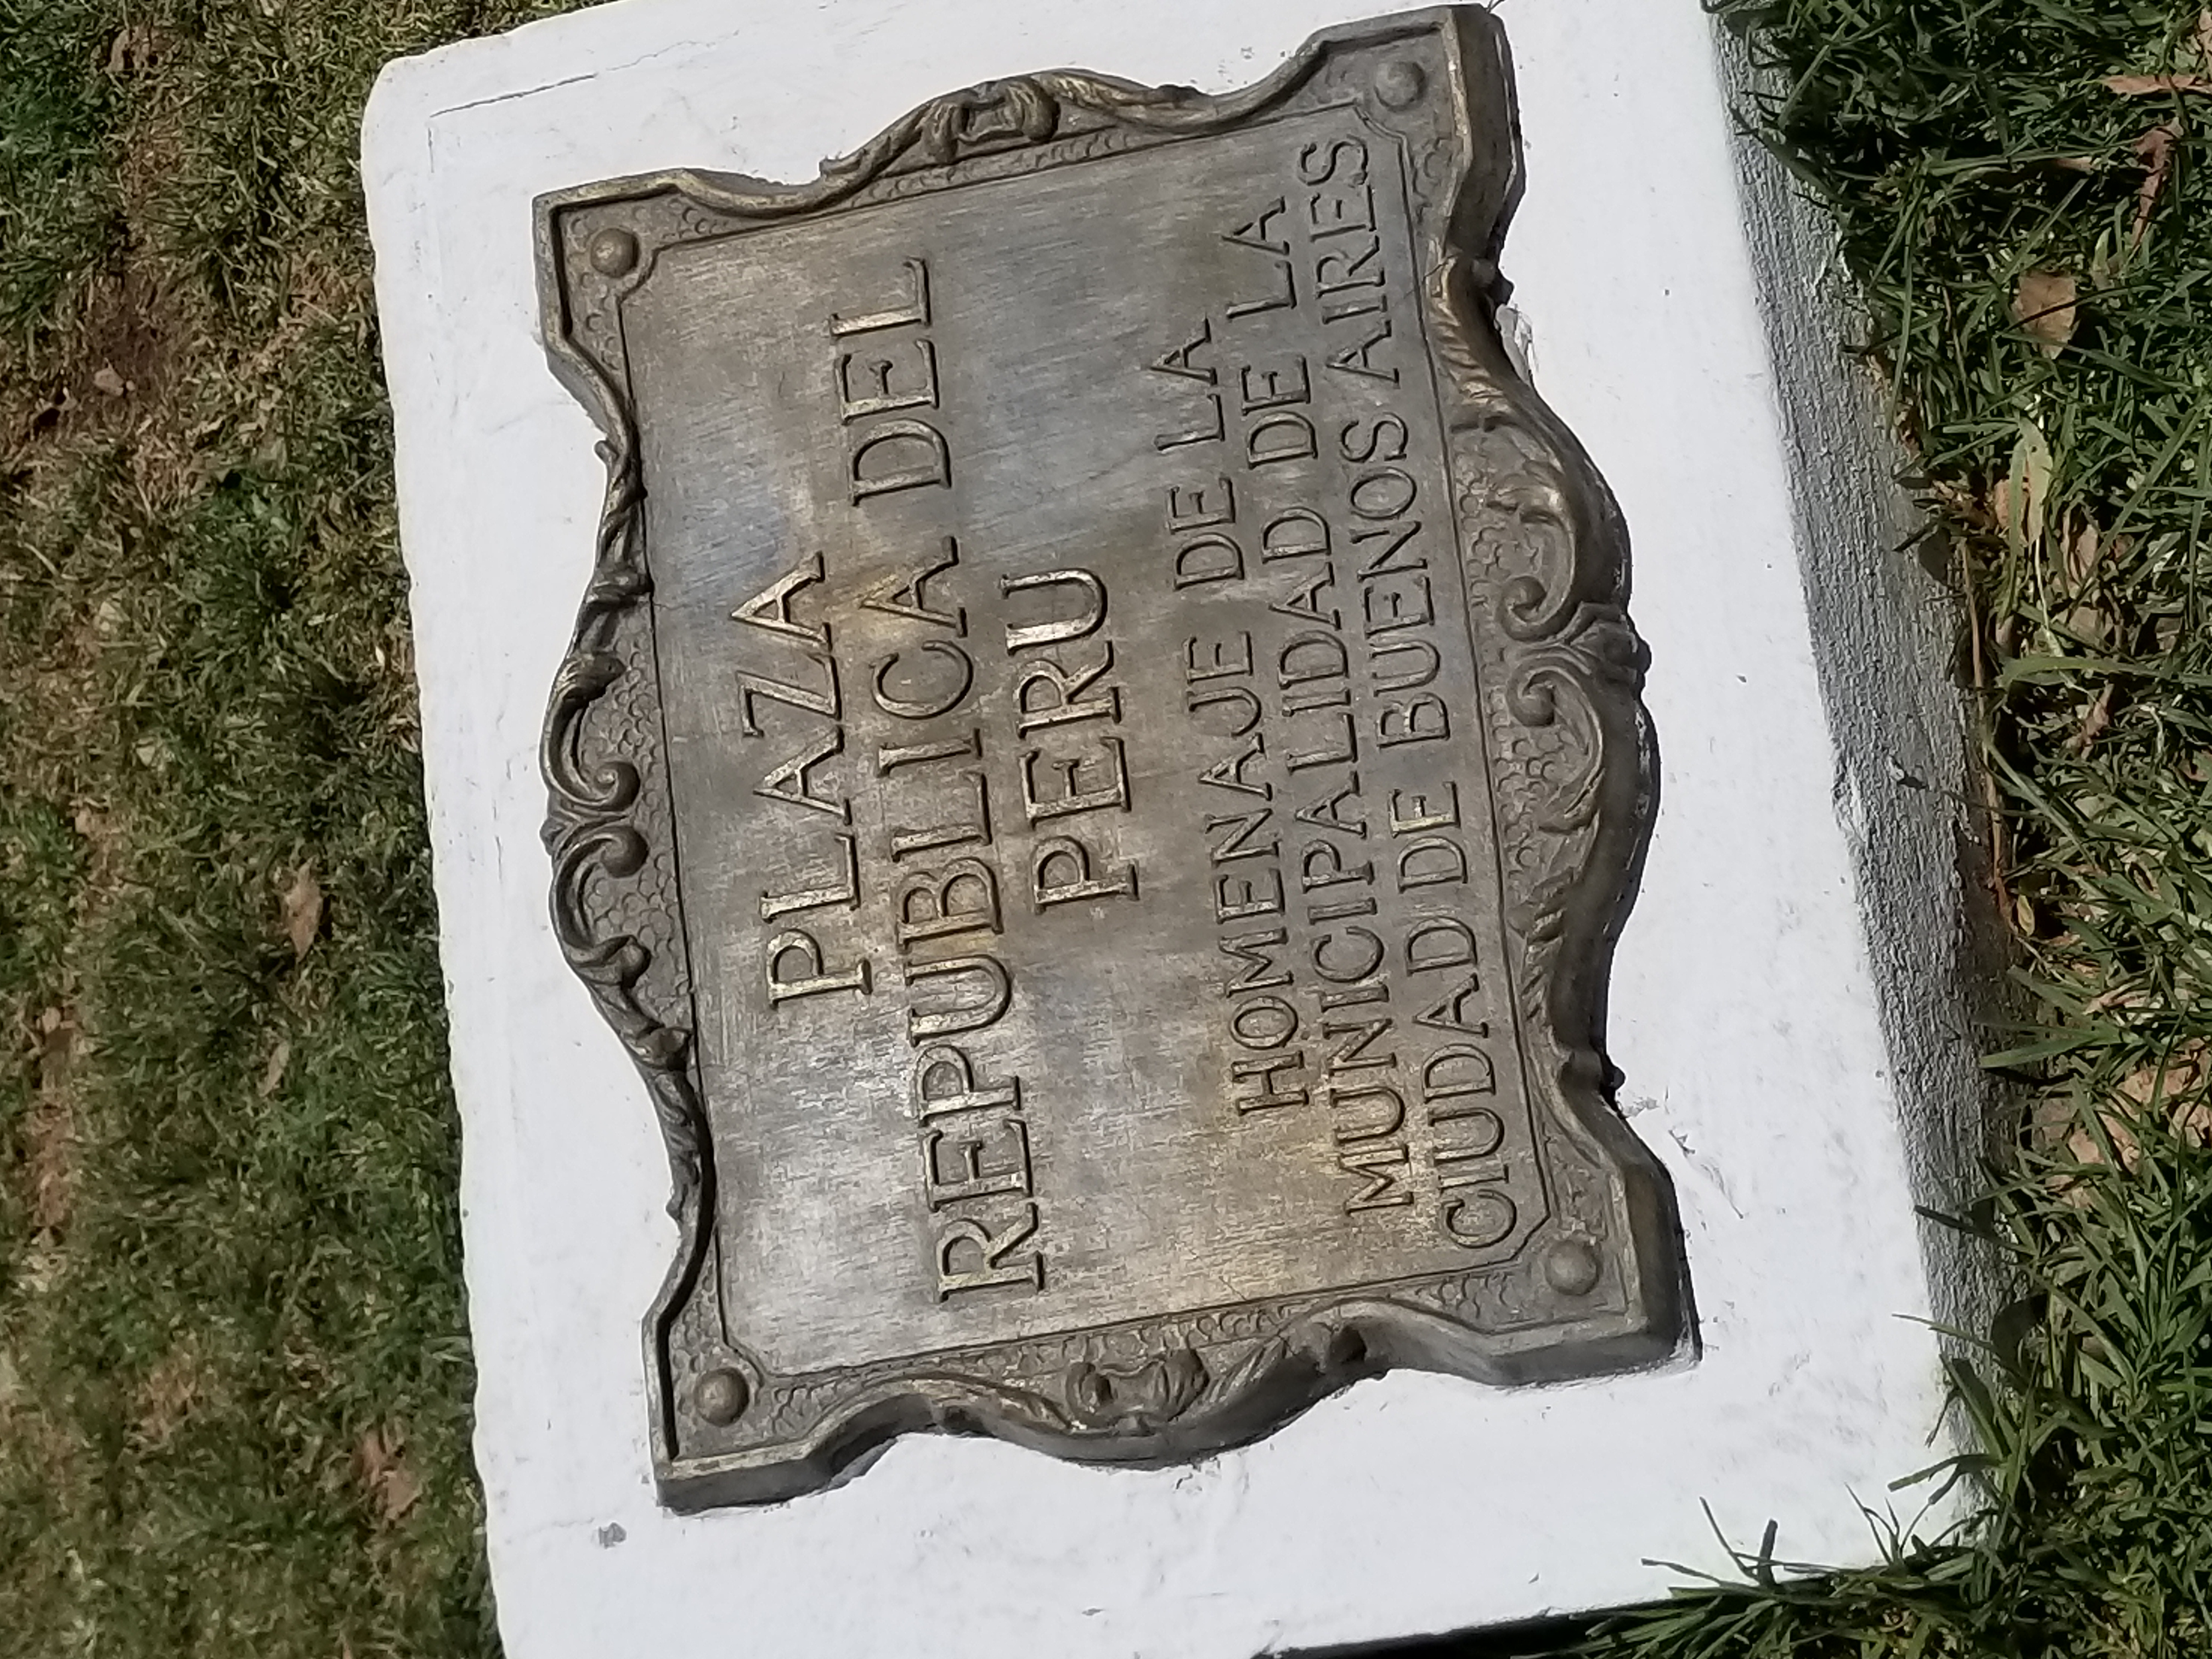 PLAZA
REPUBLICA DEL
PERU
HOMENAJE DE LA
MUNICIPALIDAD DE LA
CIUDAD DE BUENOS AIRES